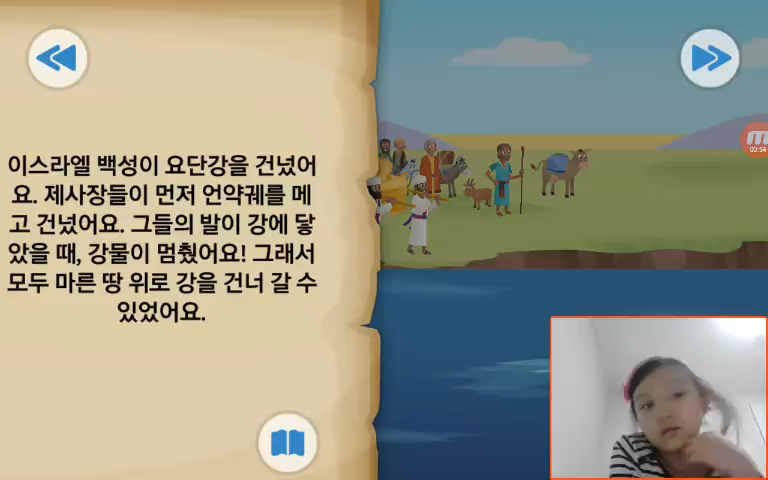 이스라엘 백성이 요단강을 건넜어
요. 제사장들이 먼저 언약궤를 메
고 건넜어요. 그들의 발이 강에 닿
았을 때, 강물이 멈췄어요! 그래서
모두 마른 땅 위로 강을 건너 갈 수
있었어요.
03:54